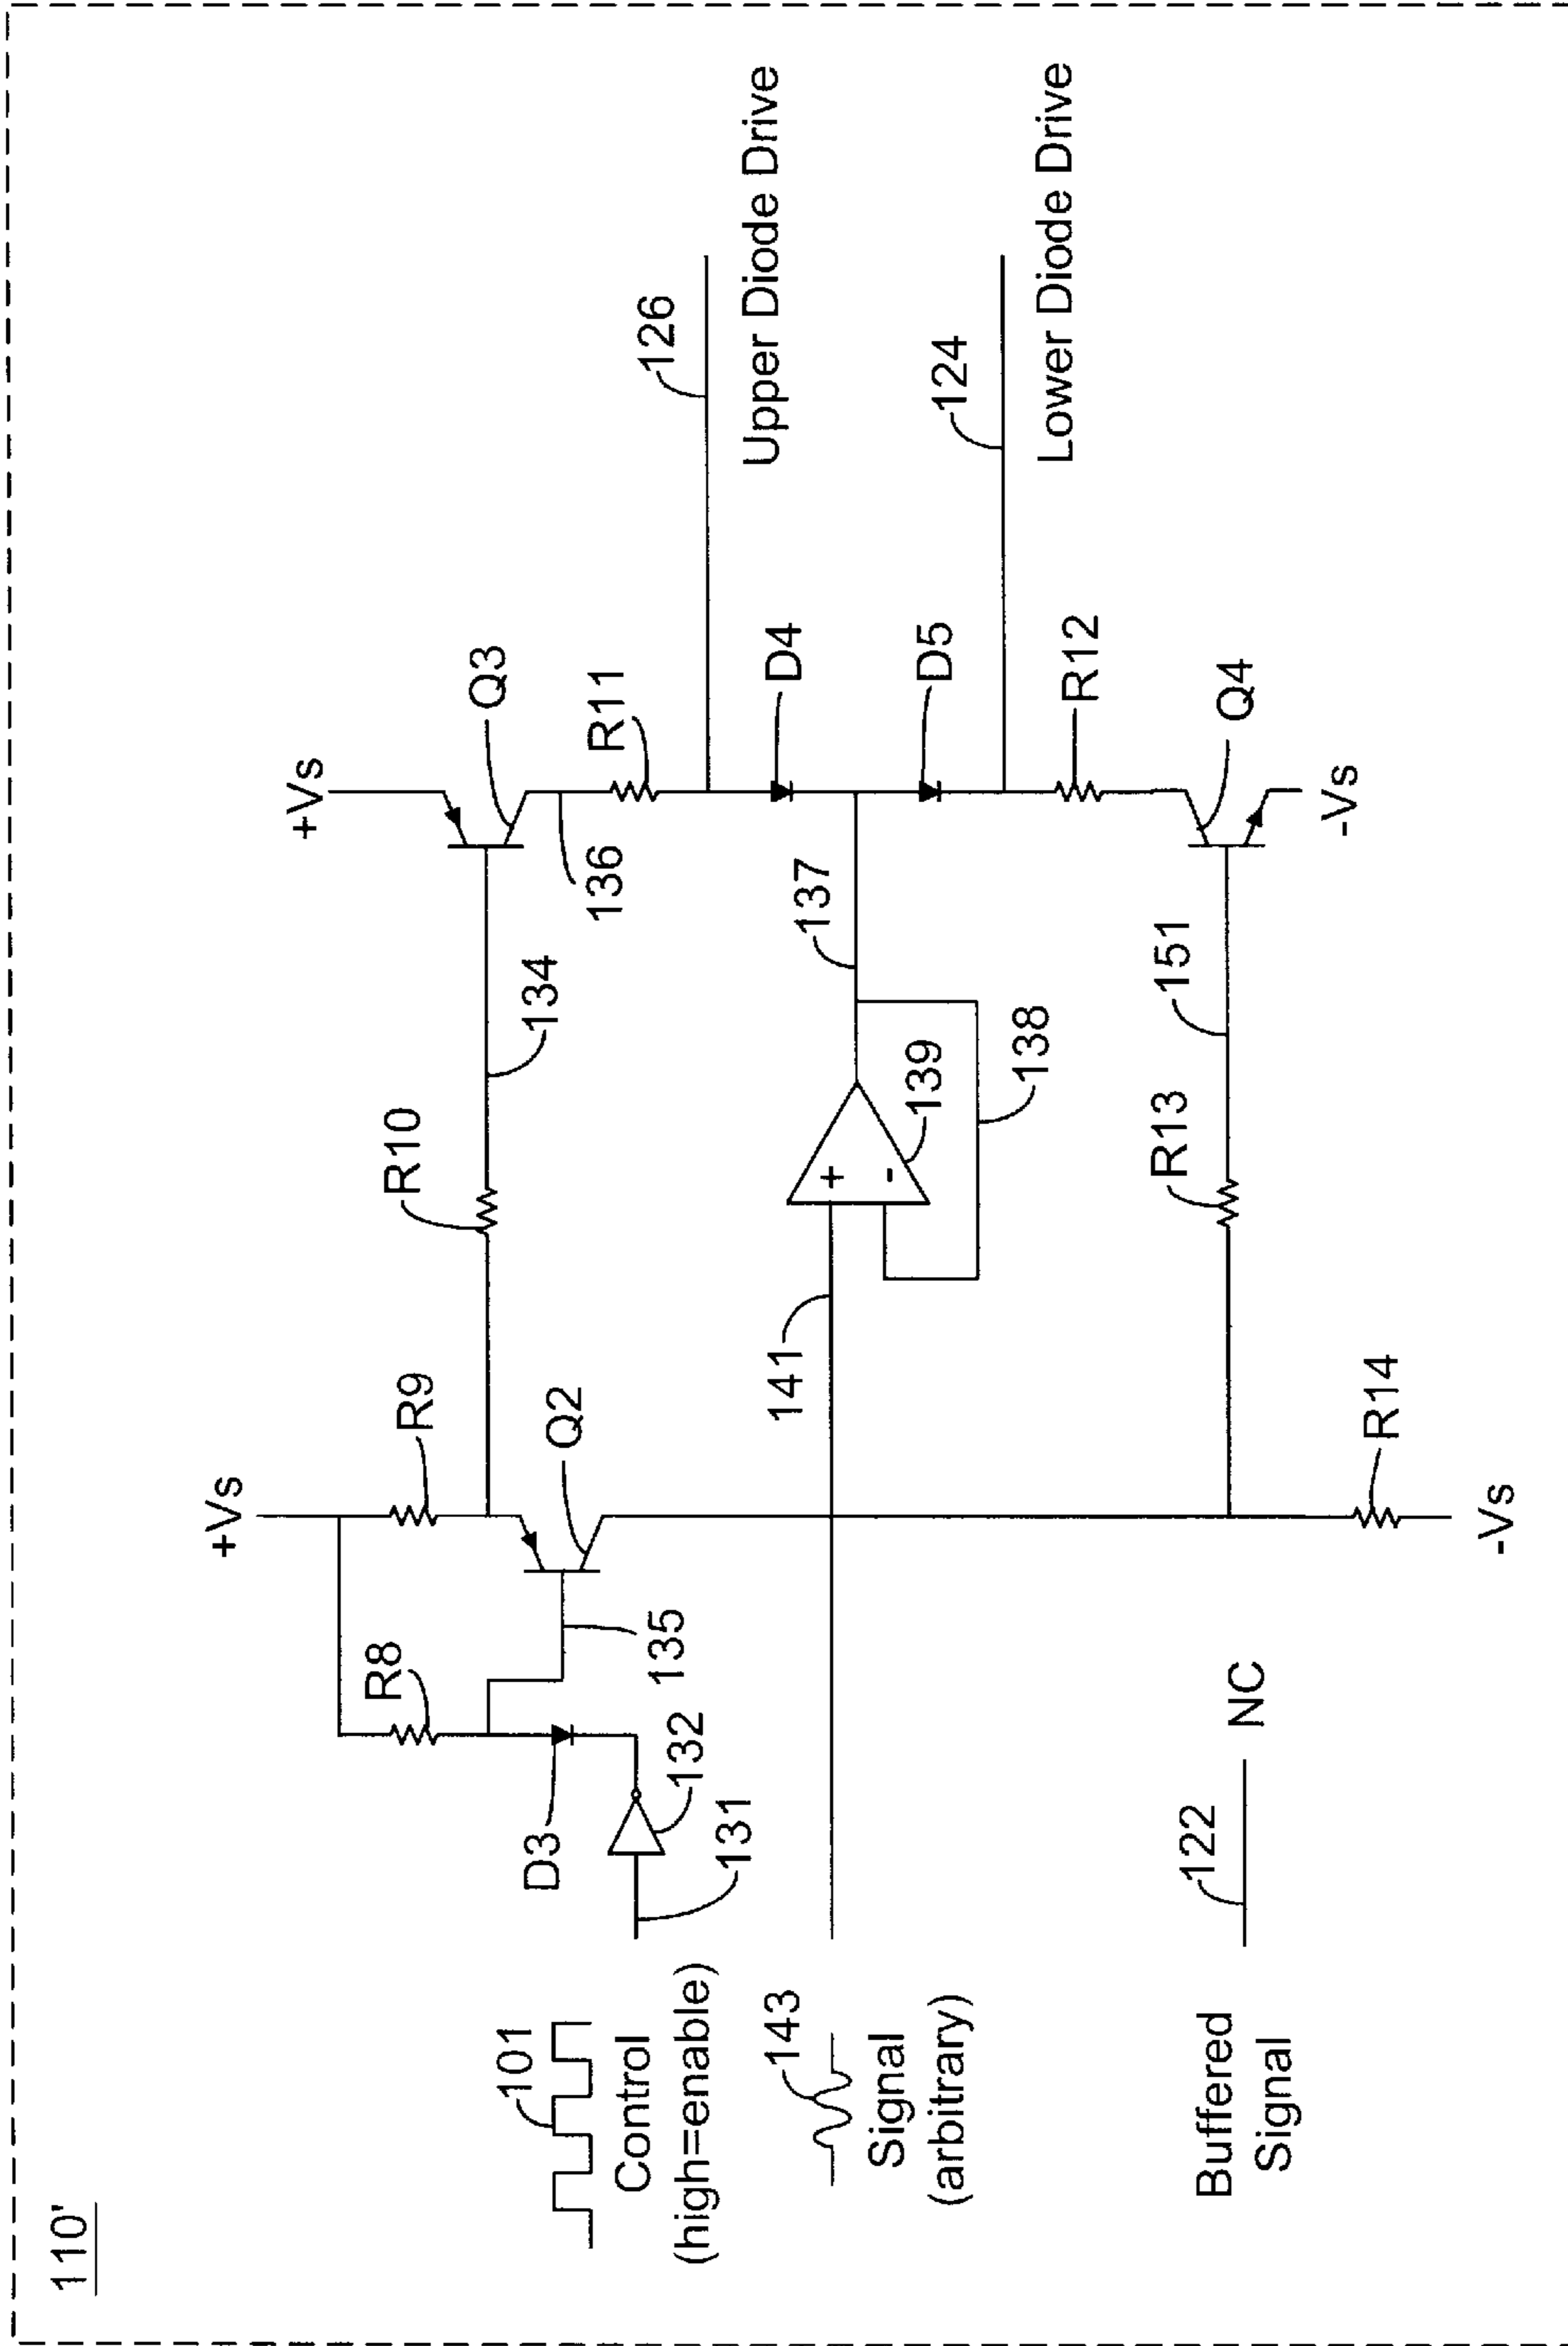 110'
+Vs
+Vs
R8
R9
R10
134
Q3
136
R11
126
Upper Diode Drive
D3
132
131
135
Q2
101
Control
(high=enable)
143
Signal
(arbitrary)
141
+
-
139
138
137
D4
D5
124
Lower Diode Drive
R12
Q4
-Vs
151
R13
R14
-Vs
Buffered
Signal
122
NC